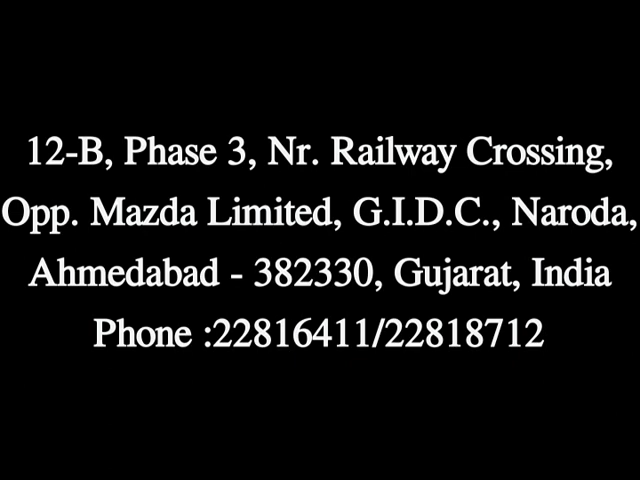 12-B, Phase 3, Nr. Railway Crossing,
Opp. Mazda Limited, G.I.D.C., Naroda,
Ahmedabad - 382330, Gujarat, India
Phone :22816411/22818712